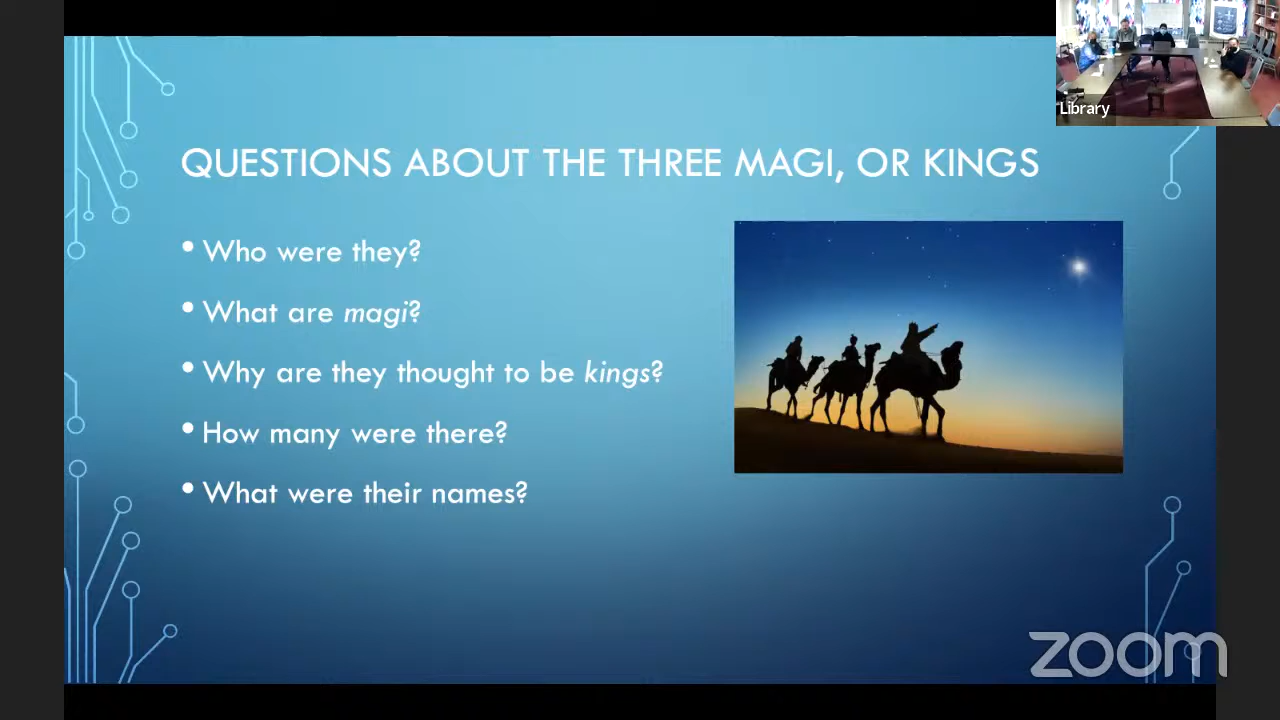 Library
QUESTIONS ABOUT THE THREE MAGI, OR KINGS
• Who were they?
• What are magi?
• Why are they thought to be kings?
• How many were there?
• What were their names?
zoom